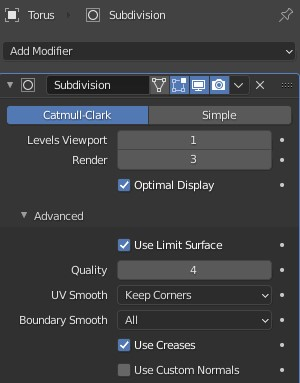 Torus > Subdivision
Add Modifier
Subdivision
Catmull-Clark Simple
Levels Viewport 1
Render 3
Optimal Display
Advanced
Use Limit Surface
Quality 4
UV Smooth Keep Corners
Boundary Smooth All
Use Creases
Use Custom Normals